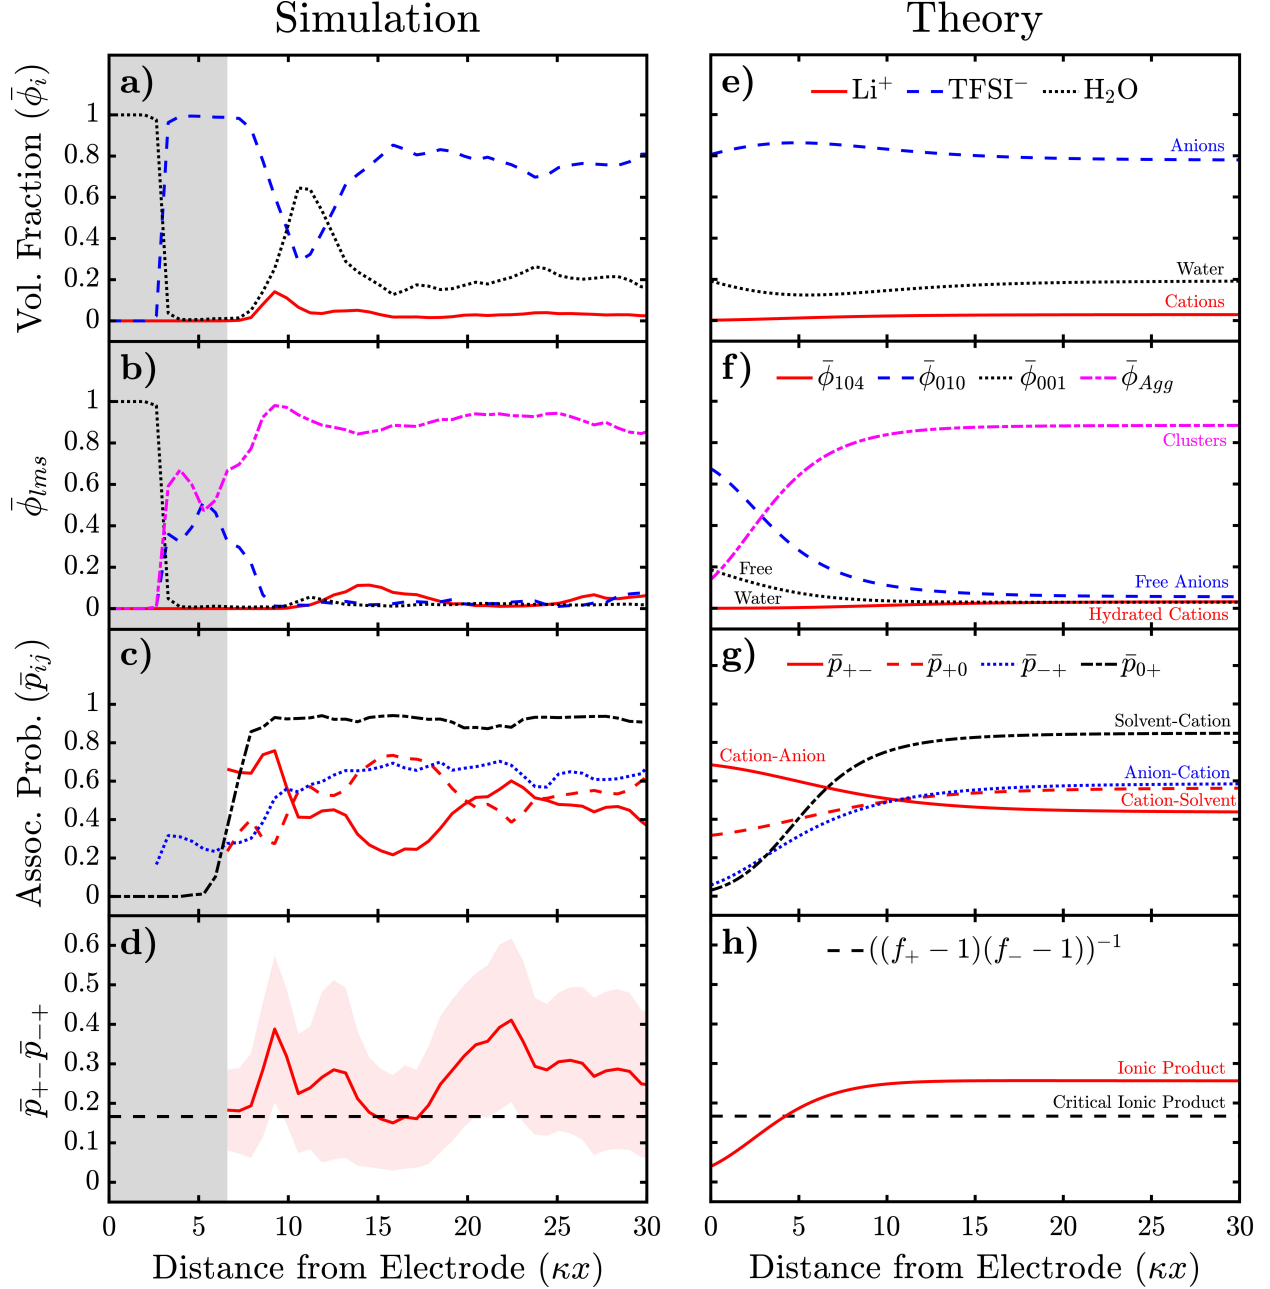 Simulation
Theory
a)
Vol. Fraction (ϕ̄ᵢ)
1
0.8
0.6
0.4
0.2
0
e)
Li⁺ TFSI⁻ H₂O
Anions
Water
Cations
b)
ϕ̄ₗₘₛ
1
0.8
0.6
0.4
0.2
0
f)
ϕ̄₁₀₄ ϕ̄₀₁₀ ϕ̄₀₀₁ ϕ̄_Agg
Clusters
Free
Water
Free Anions
Hydrated Cations
c)
Assoc. Prob. (p̄ᵢⱼ)
1
0.8
0.6
0.4
0.2
0
g)
p̄₊₋ p̄₊₀ p̄₋₊ p̄₀₊
Solvent-Cation
Cation-Anion
Anion-Cation
Cation-Solvent
d)
p̄₊₋p̄₋₊
0.6
0.5
0.4
0.3
0.2
0.1
0
h)
((f₊ − 1)(f₋ − 1))⁻¹
Ionic Product
Critical Ionic Product
0 5 10 15 20 25 30
0 5 10 15 20 25 30
Distance from Electrode (κx)
Distance from Electrode (κx)